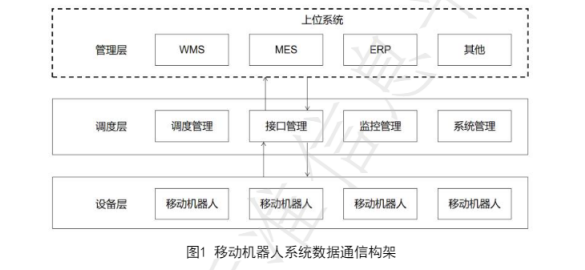 上位系统
管理层 WMS MES ERP 其他
调度层 调度管理 接口管理 监控管理 系统管理
设备层 移动机器人 移动机器人 移动机器人 移动机器人
图1 移动机器人系统数据通信构架